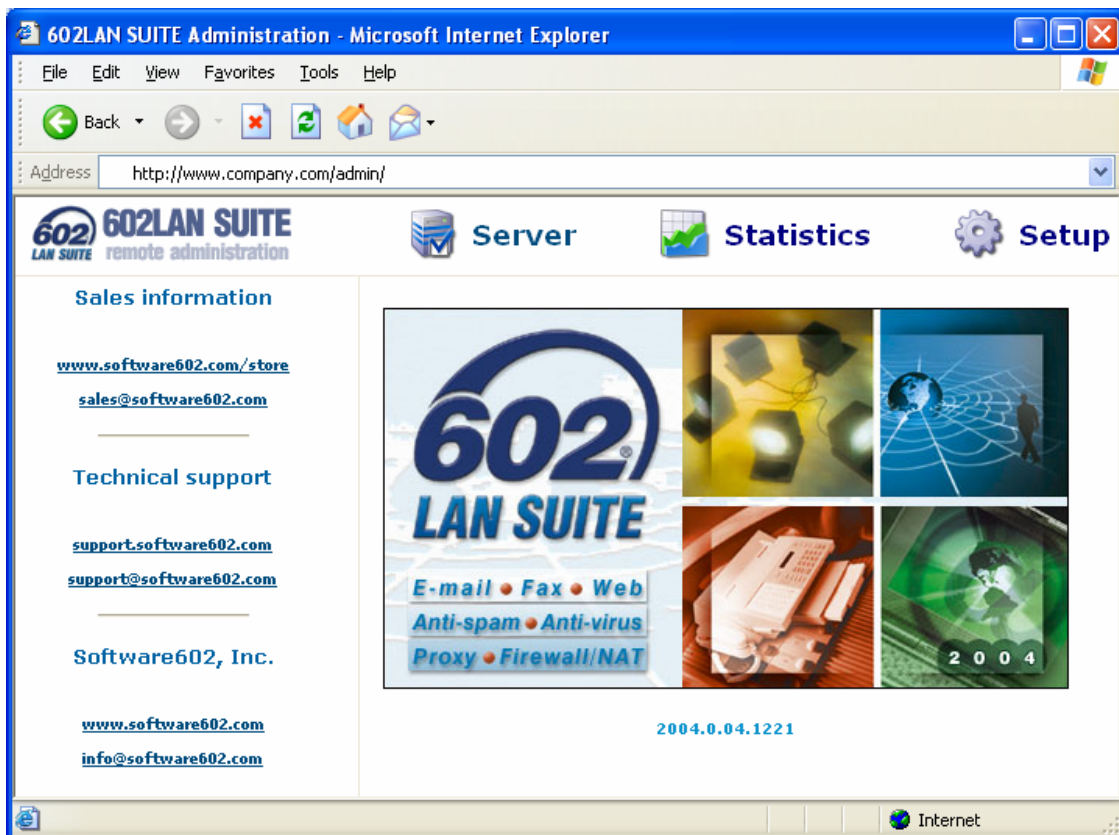 602LAN SUITE Administration - Microsoft Internet Explorer
File Edit View Favorites Tools Help
Back
Address http://www.company.com/admin/
602 LAN SUITE
602LAN SUITE
remote administration
Server Statistics Setup
Sales information
www.software602.com/store
sales@software602.com
Technical support
support.software602.com
support@software602.com
Software602, Inc.
www.software602.com
info@software602.com
602®
LAN SUITE
E-mail • Fax • Web
Anti-spam • Anti-virus
Proxy • Firewall/NAT
2004
2004.0.04.1221
Internet